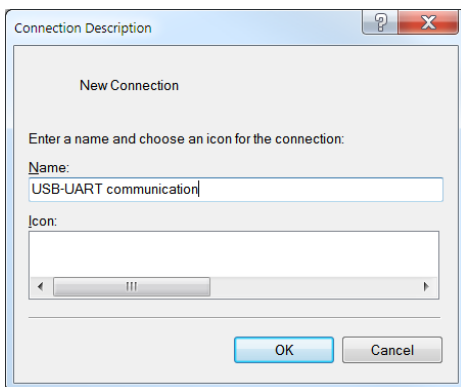 Connection Description
New Connection
Enter a name and choose an icon for the connection:
Name:
USB-UART communication
Icon:
OK
Cancel